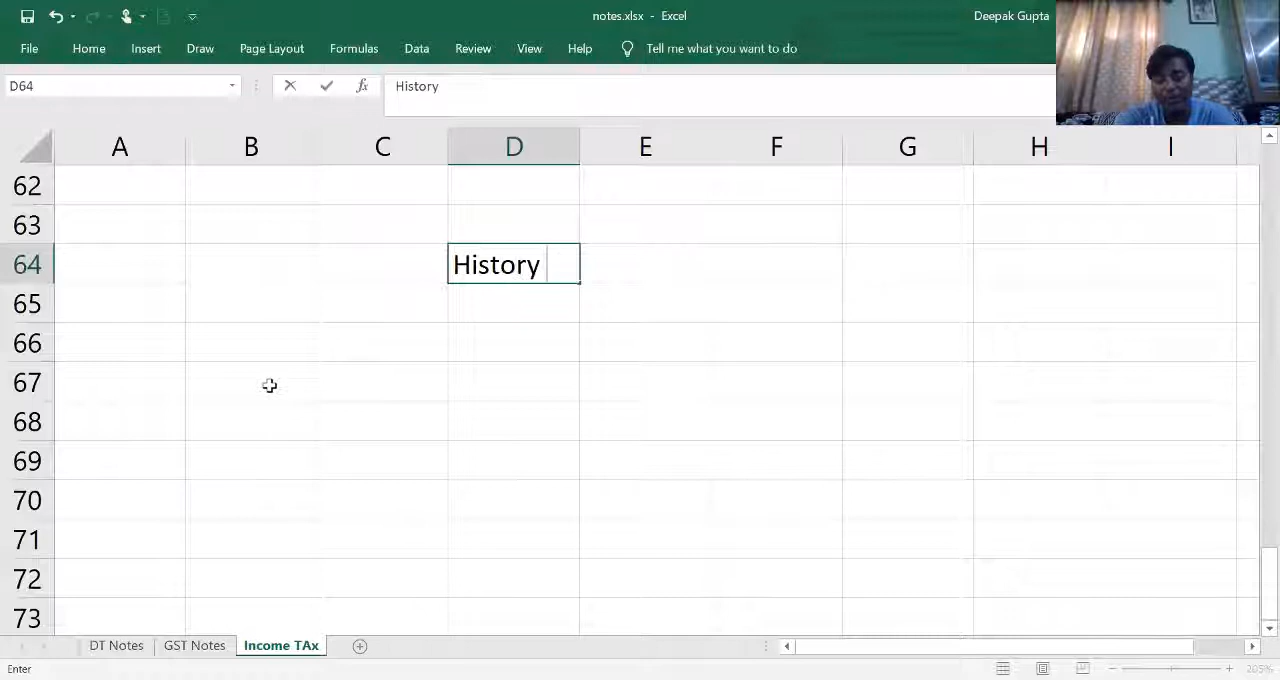 notes.xlsx - Excel
Deepak Gupta
File Home Insert Draw Page Layout Formulas Data Review View Help Tell me what you want to do
D64 fx History
A B C D E F G H I
62
63
64 History
65
66
67
68
69
70
71
72
73
DT Notes GST Notes Income TAx
Enter 205%